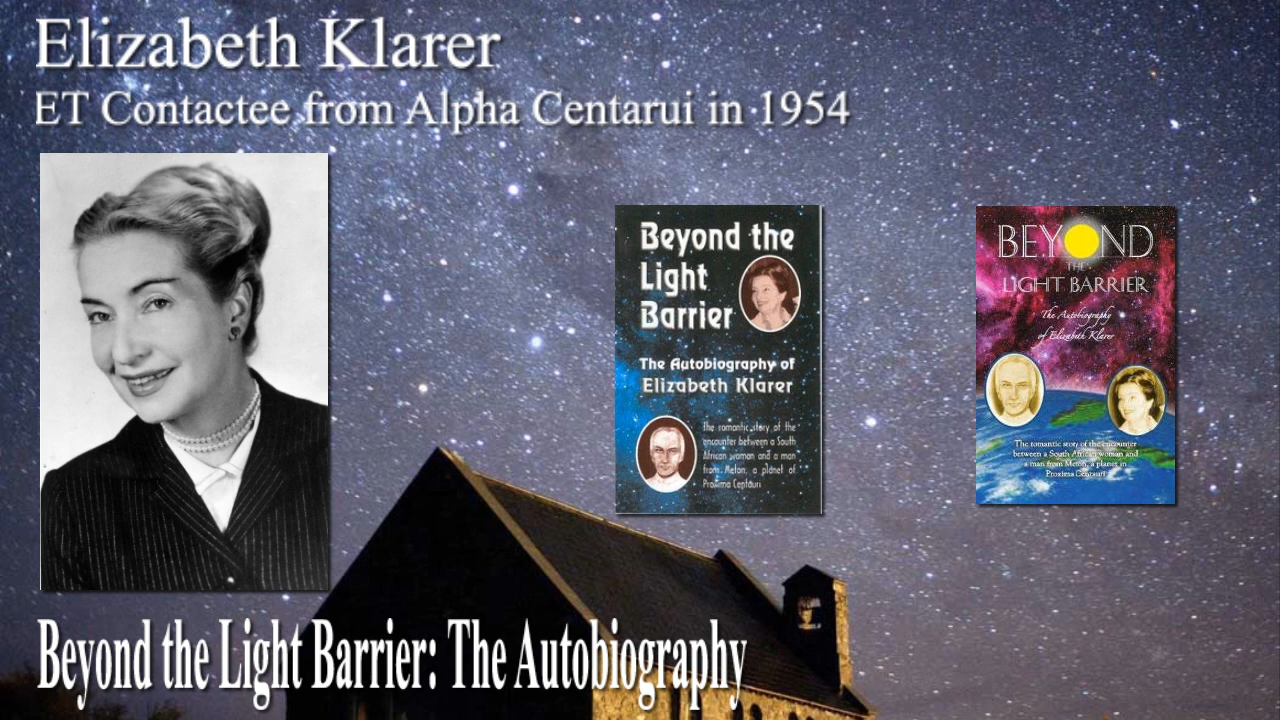 Elizabeth Klarer
ET Contactee from Alpha Centarui in 1954
Beyond the
Light
Barrier
The Autobiography of
Elizabeth Klarer
The romantic story of the
encounter between a South
African woman and a man
from Meton, a planet of
Proxima Centauri
BEYOND
THE
LIGHT BARRIER
The Autobiography
of Elizabeth Klarer
The romantic story of the encounter
between a South African woman and
a man from Meton, a planet in
Proxima Centauri
Beyond the Light Barrier: The Autobiography